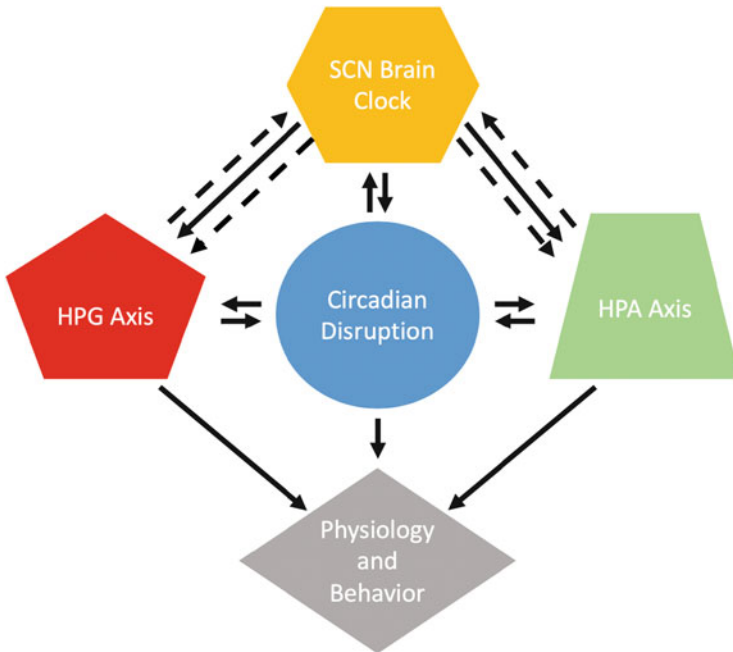 SCN Brain
Clock
HPG Axis
Circadian
Disruption
HPA Axis
Physiology
and
Behavior